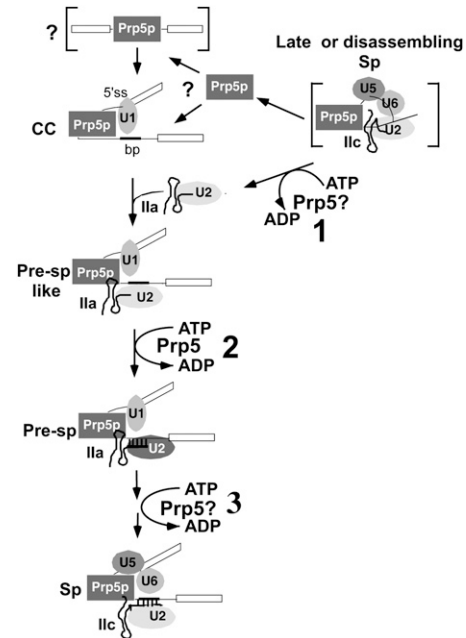 ?
Prp5p
Late or disassembling
Sp
5'ss
?
Prp5p
U5
U6
Prp5p
U1
CC
Prp5p
IIc
U2
bp
IIa
U2
ATP
Prp5?
ADP
1
U1
Pre-sp
like
Prp5p
IIa
U2
ATP
Prp5
2
ADP
U1
Pre-sp
Prp5p
IIa
U2
ATP
Prp5?
3
ADP
U5
Sp
Prp5p
U6
IIc
U2